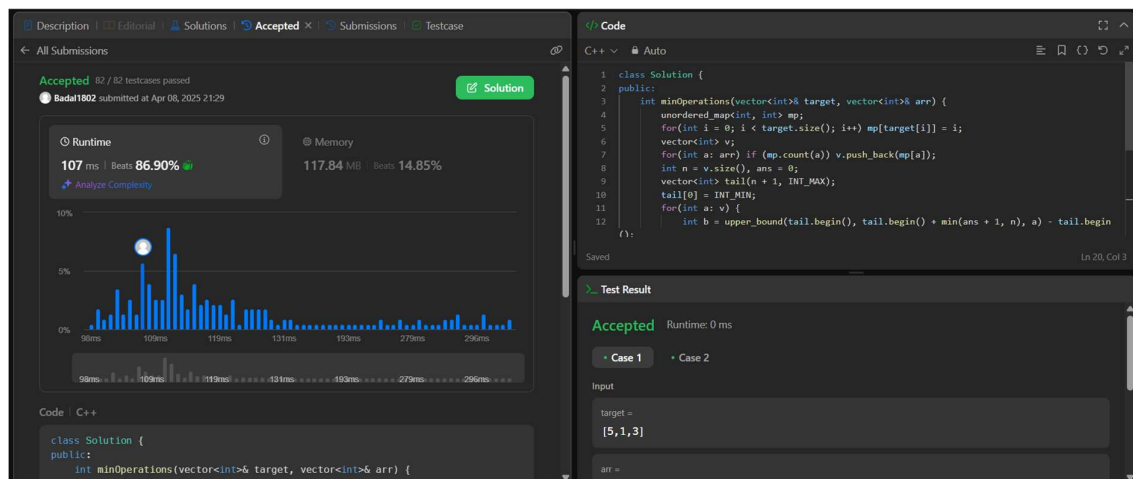 Description | Editorial | Solutions | Accepted × | Submissions | Testcase
← All Submissions
Accepted 82 / 82 testcases passed
Badal1802 submitted at Apr 08, 2025 21:29
Solution
Runtime
107 ms | Beats 86.90%
Analyze Complexity
Memory
117.84 MB | Beats 14.85%
10%
5%
0%
98ms 109ms 119ms 131ms 193ms 279ms 296ms
98ms 109ms 119ms 131ms 193ms 279ms 296ms
Code | C++
class Solution {
public:
int minOperations(vector<int>& target, vector<int>& arr) {
</> Code
C++ Auto
1 class Solution {
2 public:
3 int minOperations(vector<int>& target, vector<int>& arr) {
4 unordered_map<int, int> mp;
5 for(int i = 0; i < target.size(); i++) mp[target[i]] = i;
6 vector<int> v;
7 for(int a: arr) if (mp.count(a)) v.push_back(mp[a]);
8 int n = v.size(), ans = 0;
9 vector<int> tail(n + 1, INT_MAX);
10 tail[0] = INT_MIN;
11 for(int a: v) {
12 int b = upper_bound(tail.begin(), tail.begin() + min(ans + 1, n), a) - tail.begin
();
Saved
Ln 20, Col 3
>_ Test Result
Accepted Runtime: 0 ms
• Case 1 • Case 2
Input
target =
[5,1,3]
arr =